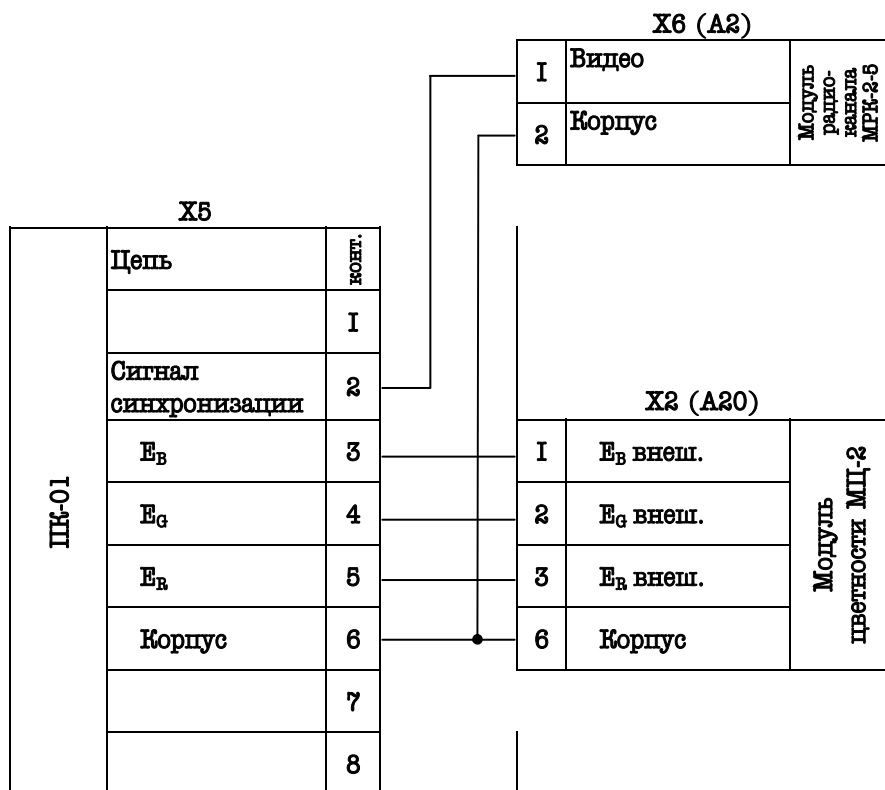 X6 (A2)
I Видео
2 Корпус
Модуль
радио-
канала
МРК-2-5
X5
Цепь конт.
I
Сигнал
синхронизации 2
E_B 3
E_G 4
E_R 5
Корпус 6
7
8
ПК-01
X2 (A20)
I E_B внеш.
2 E_G внеш.
3 E_R внеш.
6 Корпус
Модуль
цветности МЦ-2